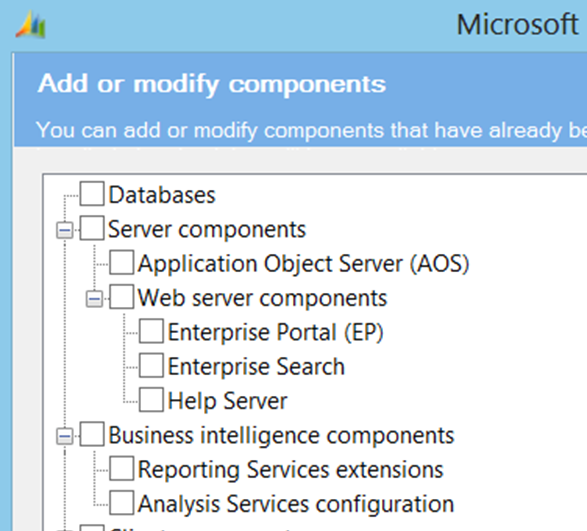 Microsoft
Add or modify components
You can add or modify components that have already
Databases
Server components
Application Object Server (AOS)
Web server components
Enterprise Portal (EP)
Enterprise Search
Help Server
Business intelligence components
Reporting Services extensions
Analysis Services configuration